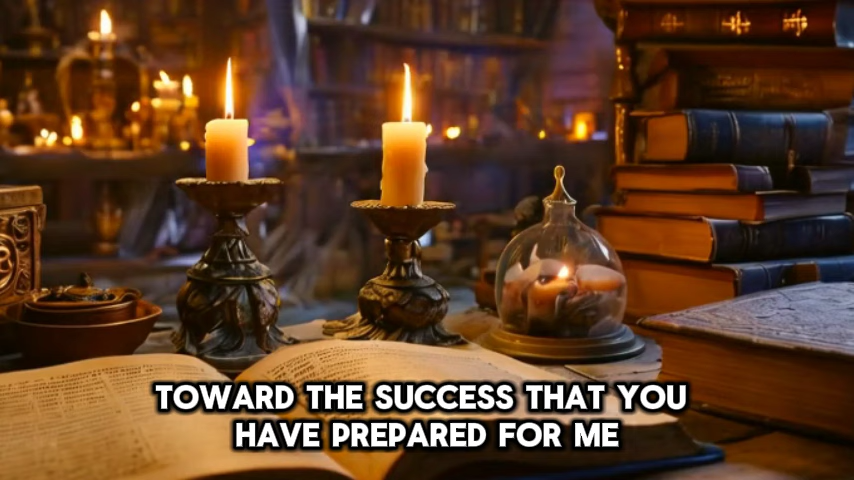 TOWARD THE SUCCESS THAT YOU
HAVE PREPARED FOR ME